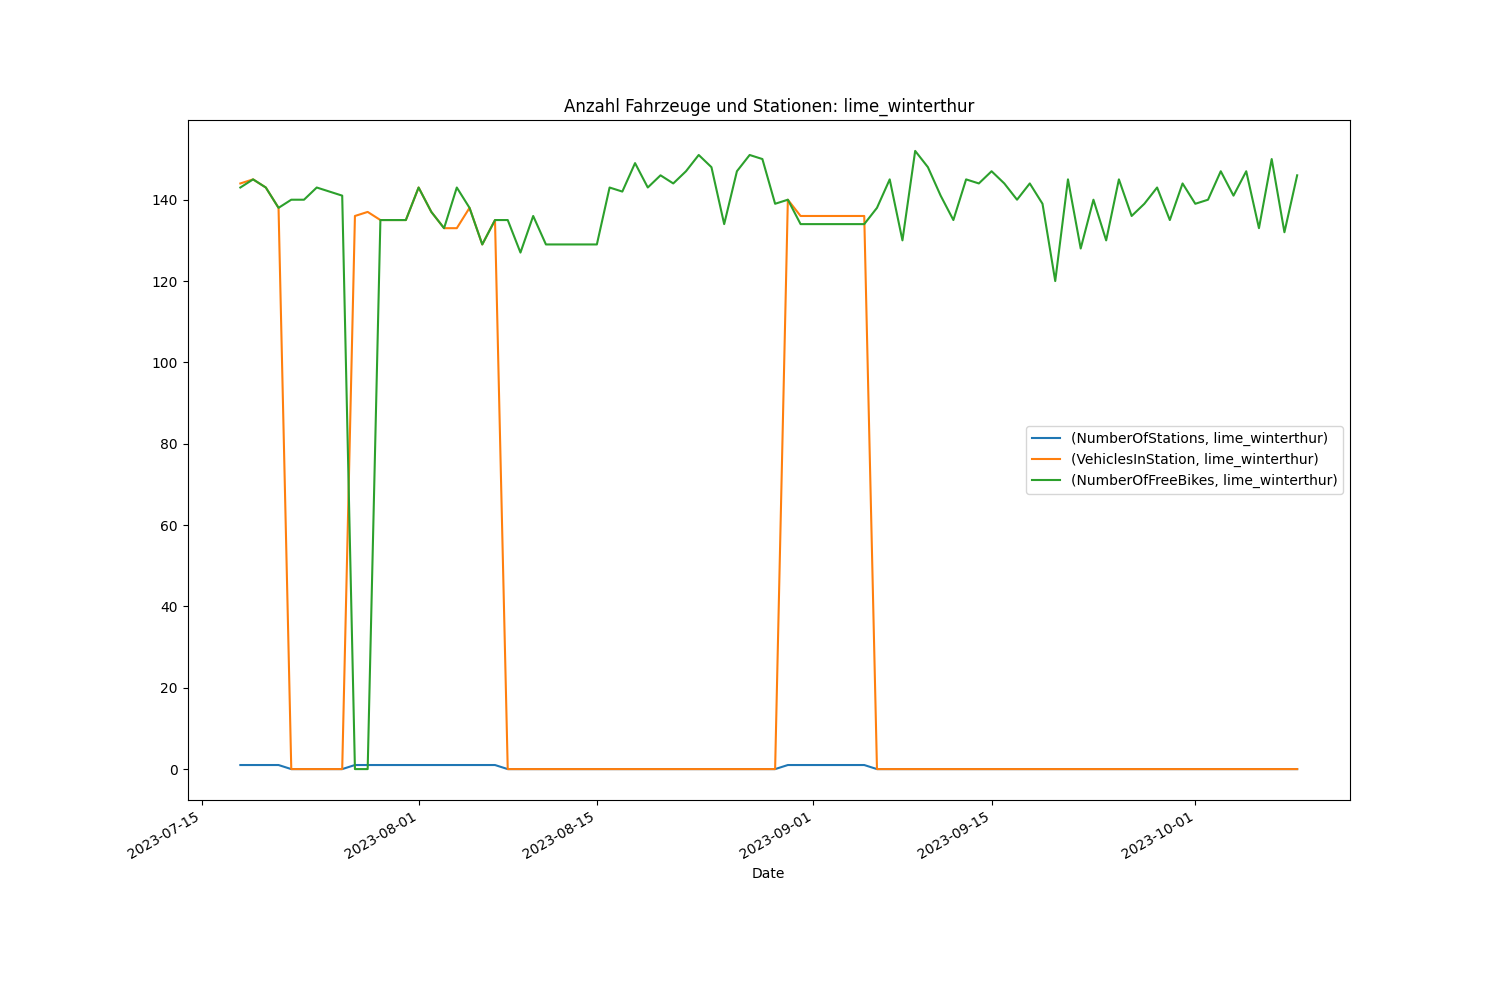 Anzahl Fahrzeuge und Stationen: lime_winterthur
140
120
100
80
60
40
20
0
(NumberOfStations, lime_winterthur)
(VehiclesInStation, lime_winterthur)
(NumberOfFreeBikes, lime_winterthur)
2023-07-15
2023-08-01
2023-08-15
2023-09-01
2023-09-15
2023-10-01
Date